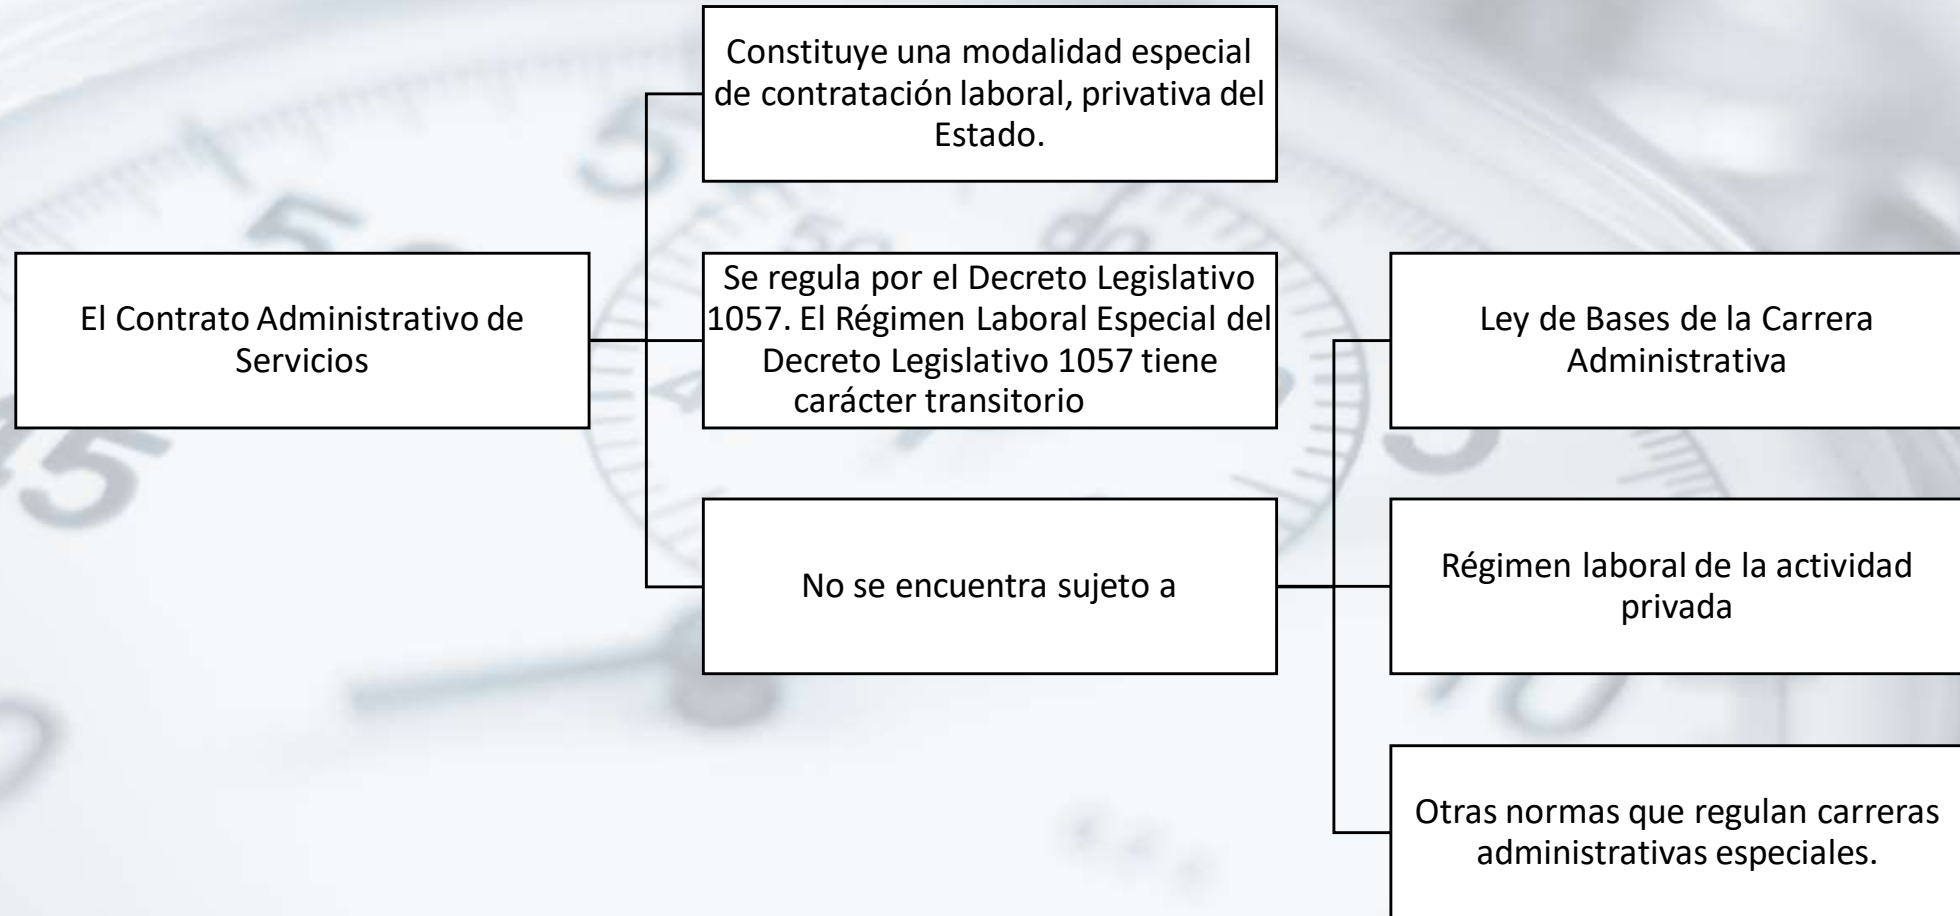 Constituye una modalidad especial
de contratación laboral, privativa del
Estado.
El Contrato Administrativo de
Servicios
Se regula por el Decreto Legislativo
1057. El Régimen Laboral Especial del
Decreto Legislativo 1057 tiene
carácter transitorio
No se encuentra sujeto a
Ley de Bases de la Carrera
Administrativa
Régimen laboral de la actividad
privada
Otras normas que regulan carreras
administrativas especiales.